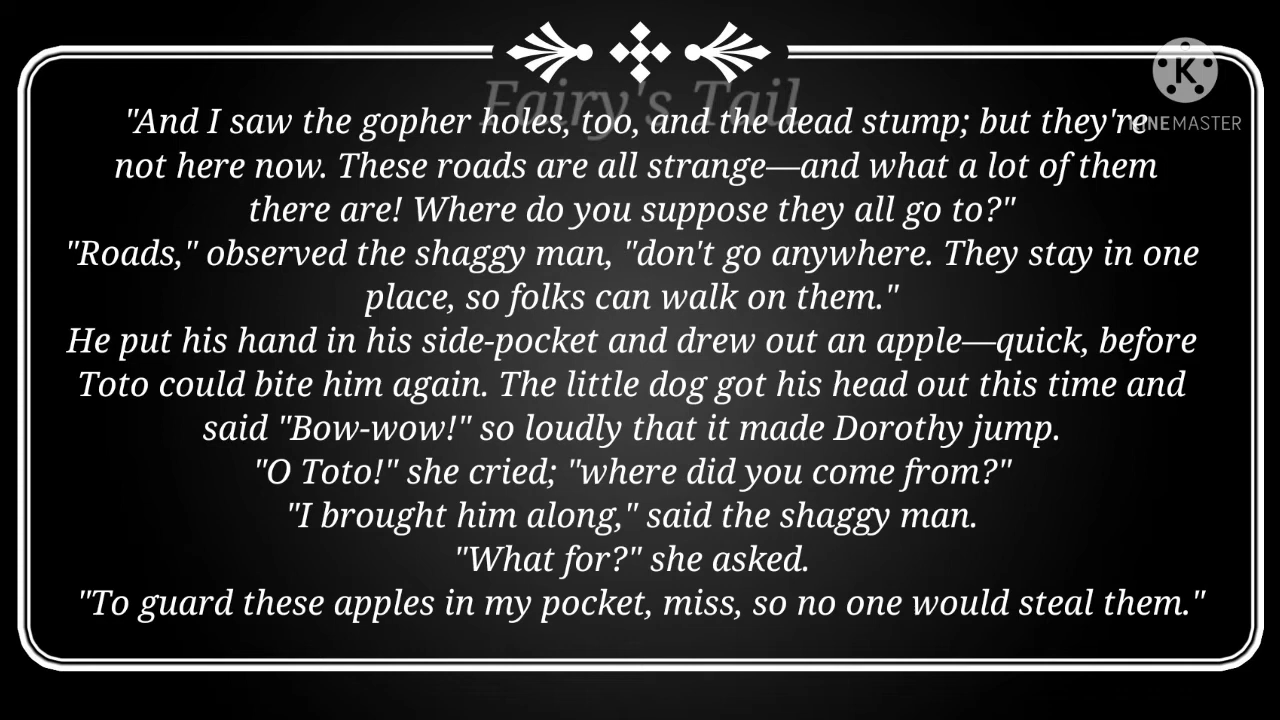 Fairy's Tail
"And I saw the gopher holes, too, and the dead stump; but they're
KINEMASTER
not here now. These roads are all strange—and what a lot of them
there are! Where do you suppose they all go to?"
"Roads," observed the shaggy man, "don't go anywhere. They stay in one
place, so folks can walk on them."
He put his hand in his side-pocket and drew out an apple—quick, before
Toto could bite him again. The little dog got his head out this time and
said "Bow-wow!" so loudly that it made Dorothy jump.
"O Toto!" she cried; "where did you come from?"
"I brought him along," said the shaggy man.
"What for?" she asked.
"To guard these apples in my pocket, miss, so no one would steal them."